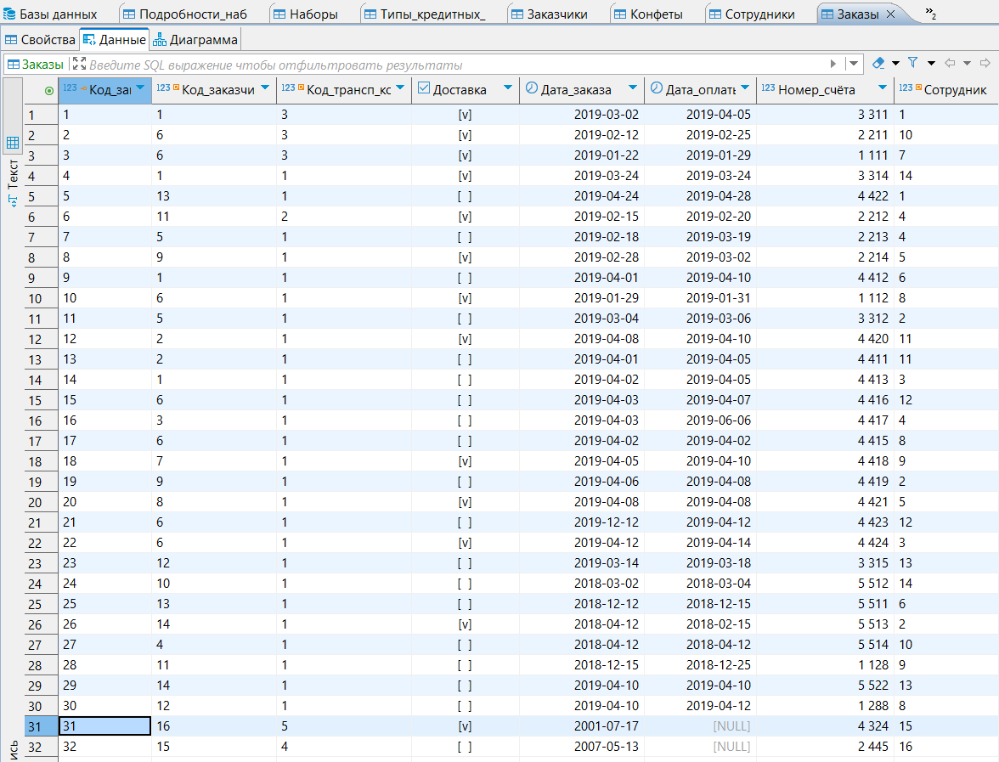 Базы данных Подробности_наб Наборы Типы_кредитных_ Заказчики Конфеты Сотрудники Заказы »2
Свойства Данные Диаграмма
Заказы Введите SQL выражение чтобы отфильтровать результаты
Текст
ись
123 Код_зак 123 Код_заказчи 123 Код_трансп_кс Доставка Дата_заказа Дата_оплаты 123 Номер_счёта 123 Сотрудник
1 1 1 3 [v] 2019-03-02 2019-04-05 3 311 1
2 2 6 3 [v] 2019-02-12 2019-02-25 2 211 10
3 3 6 3 [v] 2019-01-22 2019-01-29 1 111 7
4 4 1 1 [v] 2019-03-24 2019-03-24 3 314 14
5 5 13 1 [ ] 2019-04-24 2019-04-28 4 422 1
6 6 11 2 [v] 2019-02-15 2019-02-20 2 212 4
7 7 5 1 [ ] 2019-02-18 2019-03-19 2 213 4
8 8 9 1 [v] 2019-02-28 2019-03-02 2 214 5
9 9 1 1 [ ] 2019-04-01 2019-04-10 4 412 6
10 10 6 1 [v] 2019-01-29 2019-01-31 1 112 8
11 11 5 1 [ ] 2019-03-04 2019-03-06 3 312 2
12 12 2 1 [v] 2019-04-08 2019-04-10 4 420 11
13 13 2 1 [ ] 2019-04-01 2019-04-05 4 411 11
14 14 1 1 [ ] 2019-04-02 2019-04-05 4 413 3
15 15 6 1 [ ] 2019-04-03 2019-04-07 4 416 12
16 16 3 1 [ ] 2019-04-03 2019-06-06 4 417 4
17 17 6 1 [ ] 2019-04-02 2019-04-02 4 415 8
18 18 7 1 [v] 2019-04-05 2019-04-10 4 418 9
19 19 9 1 [ ] 2019-04-06 2019-04-08 4 419 2
20 20 8 1 [v] 2019-04-08 2019-04-08 4 421 5
21 21 6 1 [ ] 2019-12-12 2019-04-12 4 423 12
22 22 6 1 [v] 2019-04-12 2019-04-14 4 424 3
23 23 12 1 [ ] 2019-03-14 2019-03-18 3 315 13
24 24 10 1 [ ] 2018-03-02 2018-03-04 5 512 14
25 25 13 1 [ ] 2018-12-12 2018-12-15 5 511 6
26 26 14 1 [v] 2018-04-12 2018-02-15 5 513 2
27 27 4 1 [ ] 2018-04-12 2018-04-12 5 514 10
28 28 11 1 [ ] 2018-12-15 2018-12-25 1 128 9
29 29 14 1 [ ] 2019-04-10 2019-04-10 5 522 13
30 30 12 1 [ ] 2019-04-10 2019-04-12 1 288 8
31 31 16 5 [v] 2001-07-17 [NULL] 4 324 15
32 32 15 4 [ ] 2007-05-13 [NULL] 2 445 16